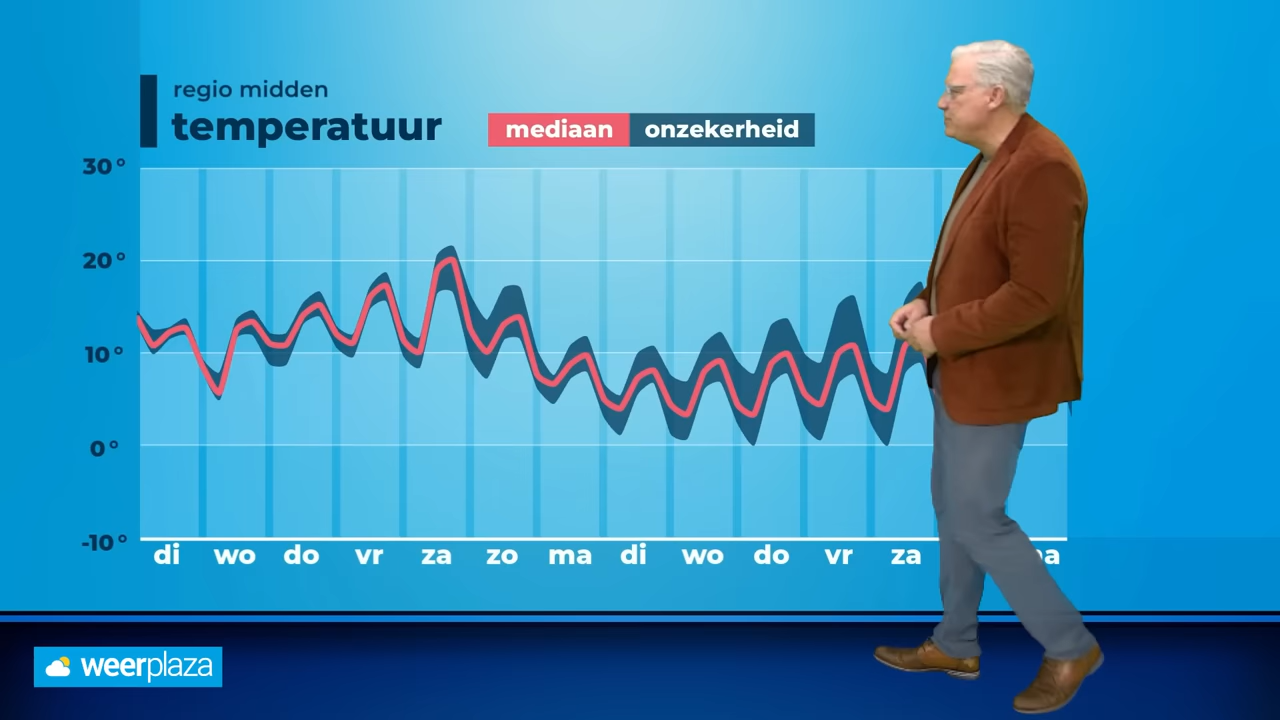 regio midden
temperatuur
mediaan onzekerheid
30°
20°
10°
0°
-10°
di wo do vr za zo ma di wo do vr za
weerplaza